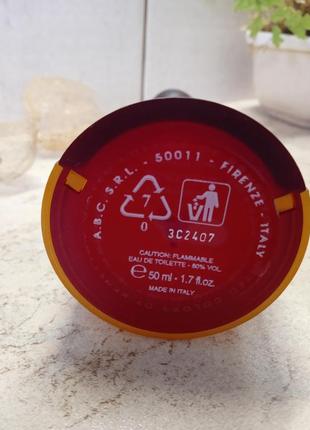 A.B.C. S.R.L. - 50011 - FIRENZE - ITALY
7
0
3C2407
CAUTION: FLAMMABLE
EAU DE TOILETTE - 80% VOL.
℮ 50 ml - 1.7 fl.oz.
MADE IN ITALY